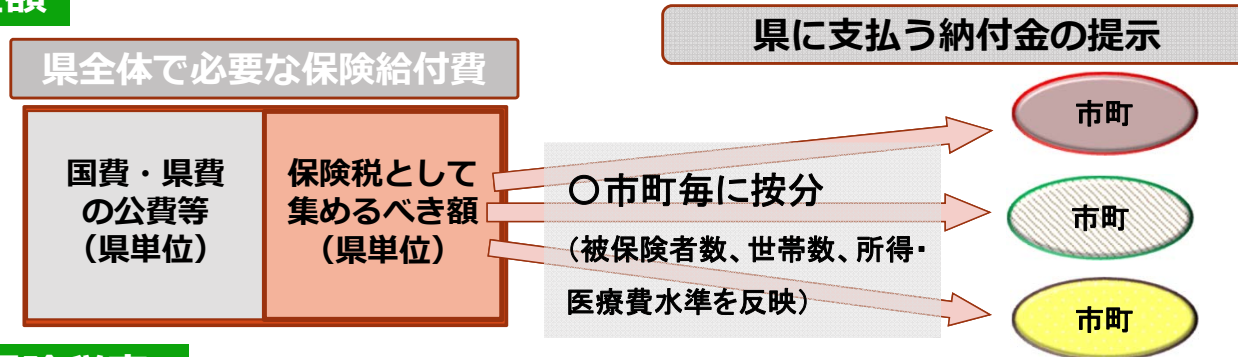 額
県に支払う納付金の提示
県全体で必要な保険給付費
国費・県費
の公費等
（県単位）
保険税として
集めるべき額
（県単位）
〇市町毎に按分
（被保険者数、世帯数、所得・
医療費水準を反映）
市町
市町
市町